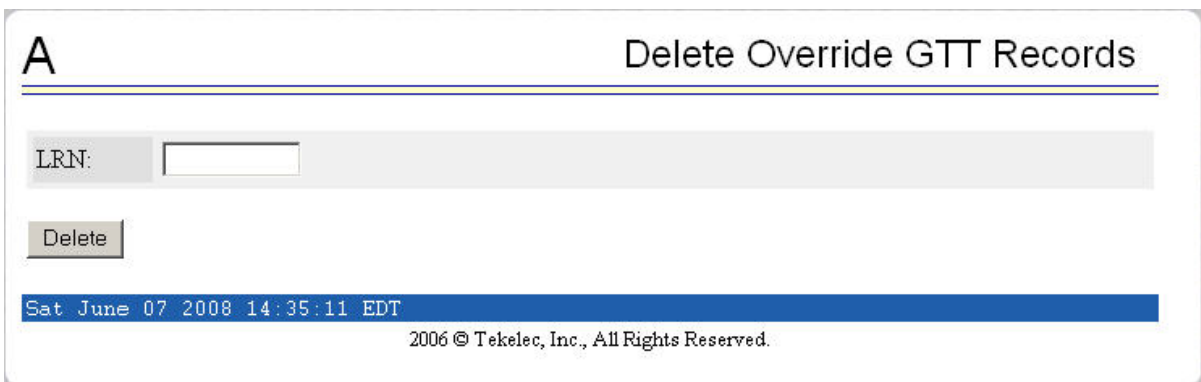 A
Delete Override GTT Records
LRN:
Delete
Sat June 07 2008 14:35:11 EDT
2006 © Tekelec, Inc., All Rights Reserved.